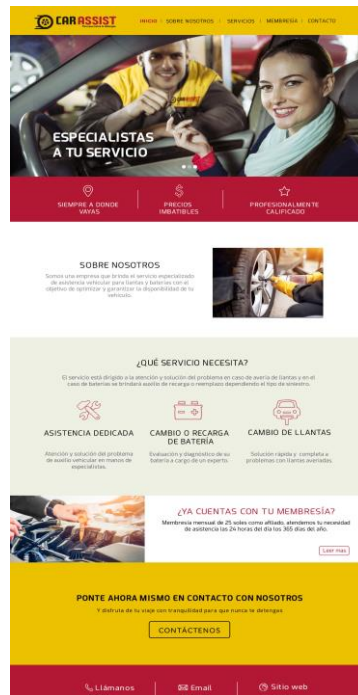 CAR ASSIST
INICIO | SOBRE NOSOTROS | SERVICIOS | MEMBRESÍA | CONTACTO
ESPECIALISTAS
A TU SERVICIO
SIEMPRE A DONDE
VAYAS
PRECIOS
IMBATIBLES
PROFESIONALMENTE
CALIFICADO
SOBRE NOSOTROS
Somos una empresa que brinda el servicio especializado
de asistencia vehicular para llantas y baterías con el
objetivo de optimizar y garantizar la disponibilidad de tu
vehículo.
¿QUÉ SERVICIO NECESITA?
El servicio está dirigido a la atención y solución del problema en caso de avería de llantas y en el
caso de baterías se brindará auxilio de recarga o reemplazo dependiendo el tipo de siniestro.
ASISTENCIA DEDICADA
Atención y solución del problema
de auxilio vehicular en manos de
especialistas.
CAMBIO O RECARGA
DE BATERÍA
Evaluación y diagnóstico de su
batería a cargo de un experto.
CAMBIO DE LLANTAS
Solución rápida y completa a
problemas con llantas averiadas.
¿YA CUENTAS CON TU MEMBRESÍA?
Membresía mensual de 25 soles como afiliado, atendemos tu necesidad
de asistencia las 24 horas del día los 365 días del año.
Leer mas
PONTE AHORA MISMO EN CONTACTO CON NOSOTROS
Y disfruta de tu viaje con tranquilidad para que nunca te detengas.
CONTÁCTENOS
Llámanos
Email
Sitio web